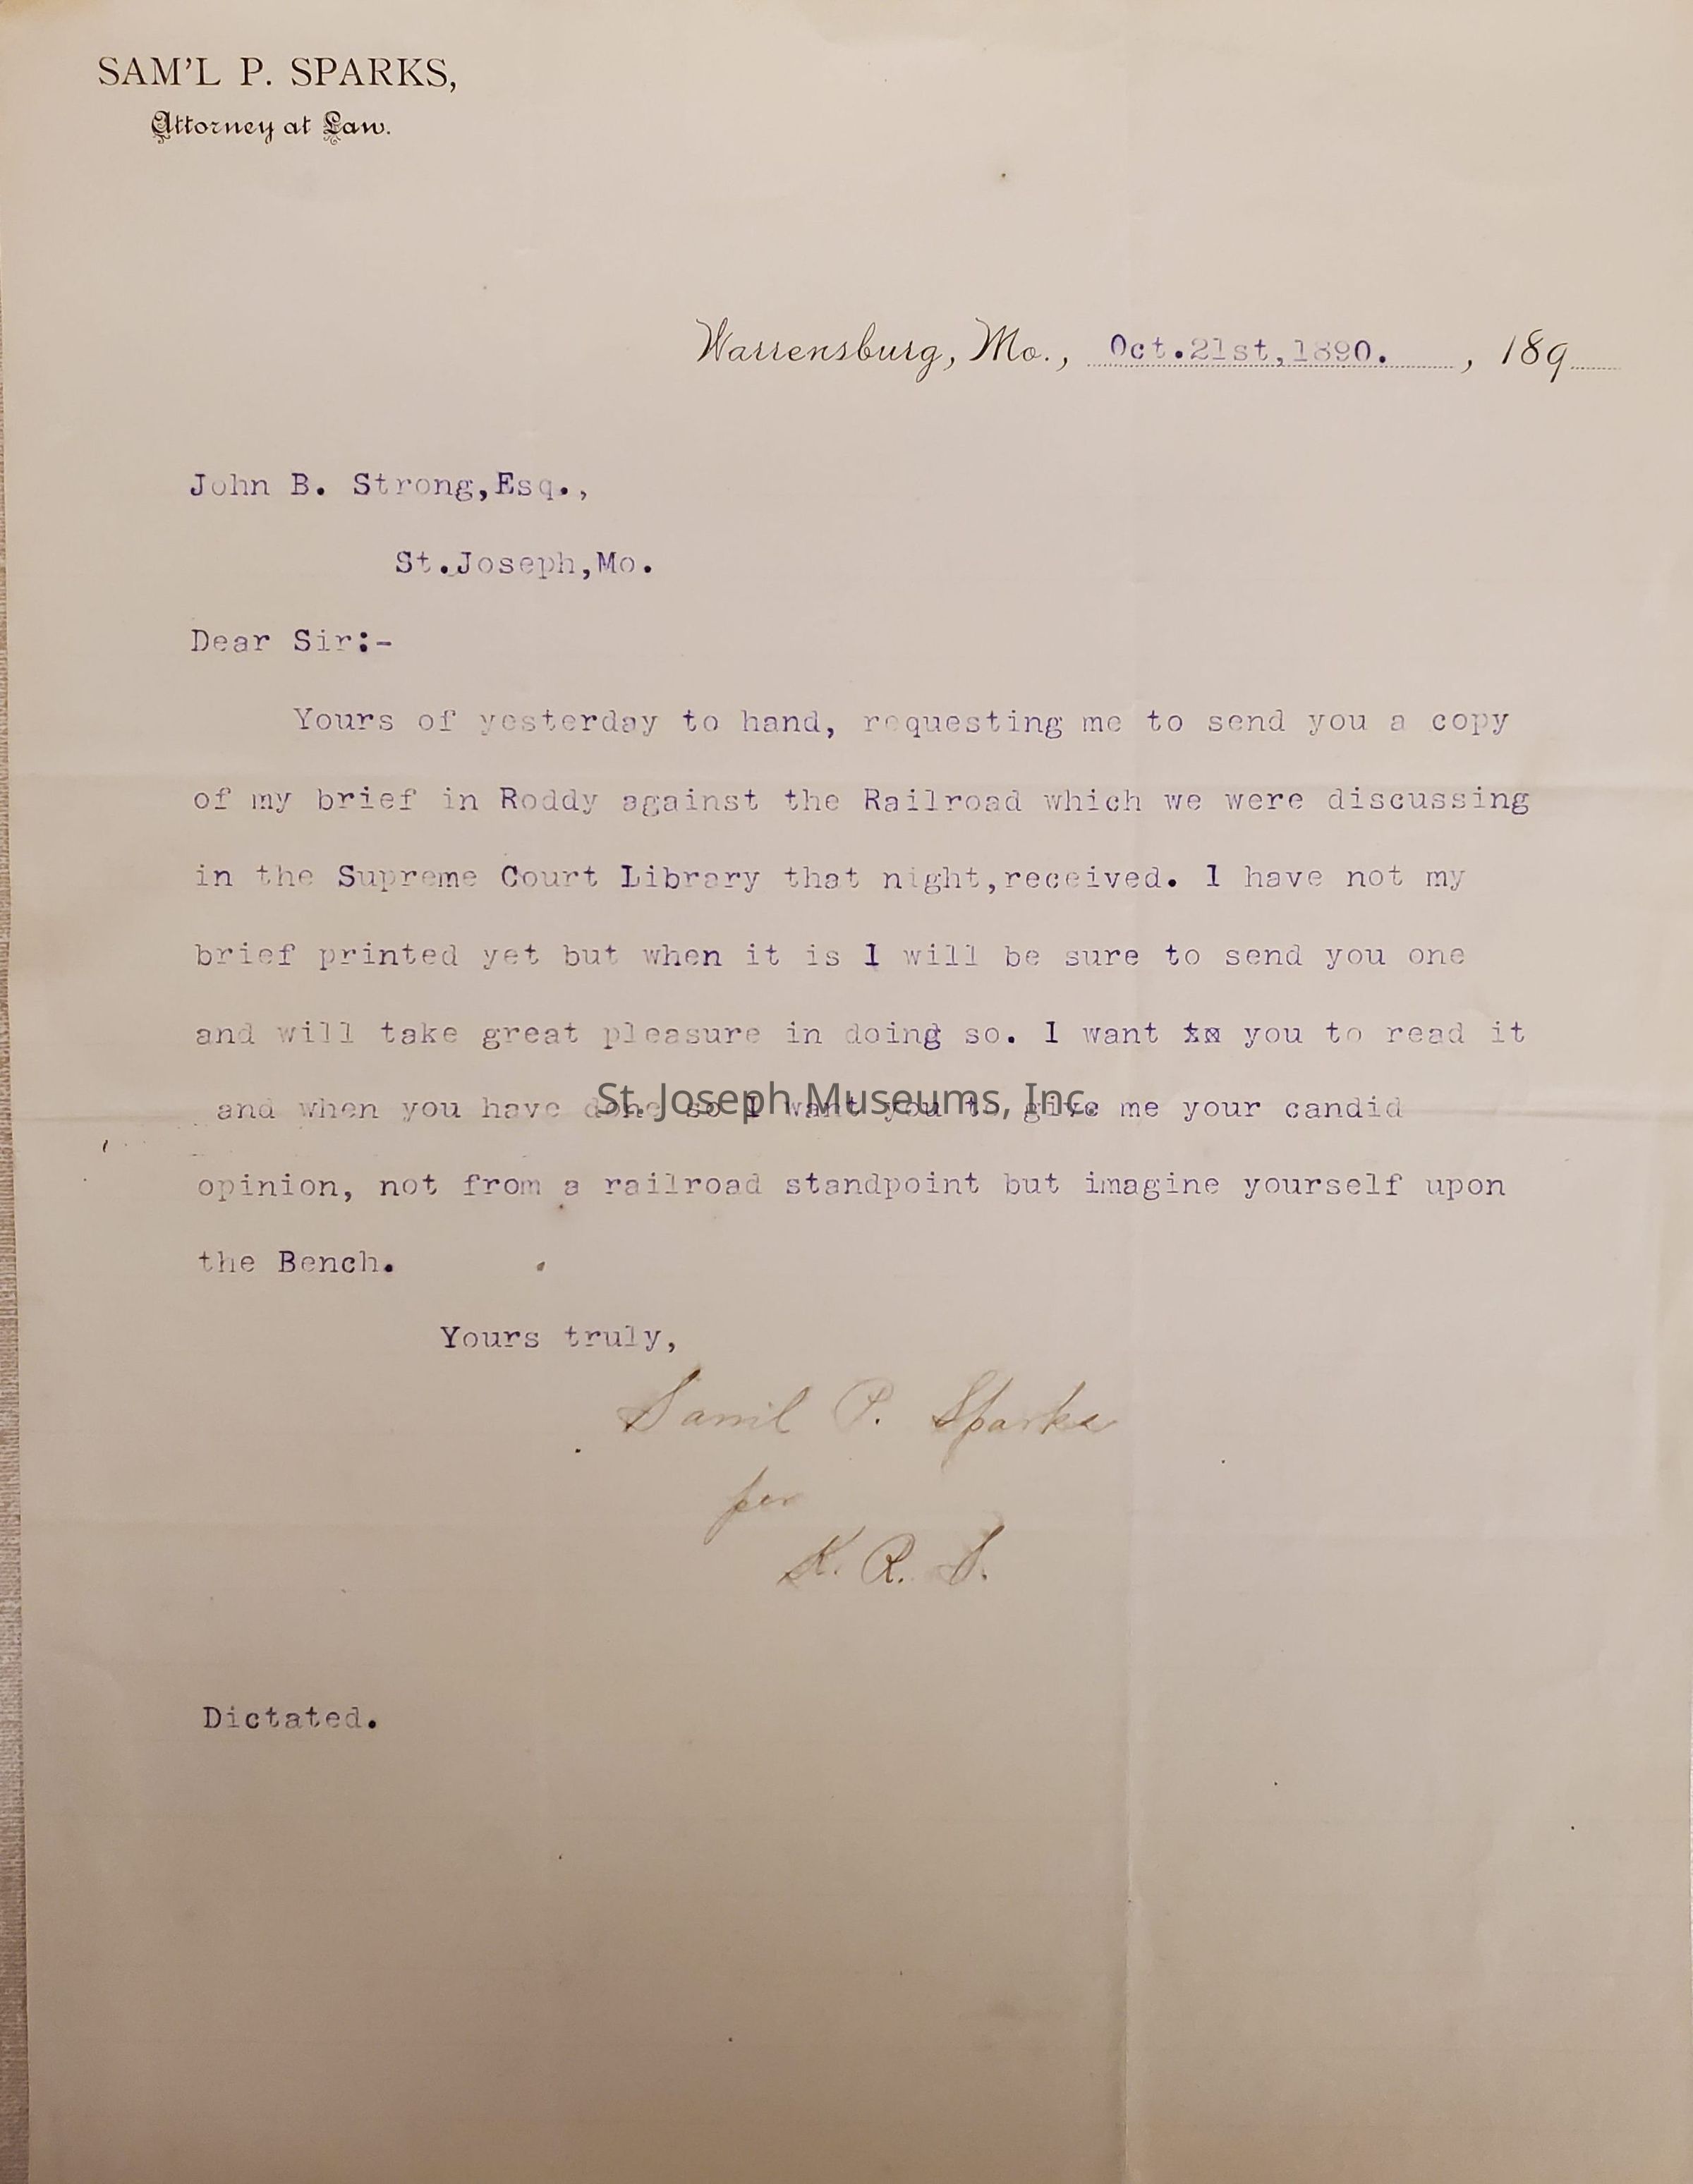 SAM'L P. SPARKS,
Attorney at Law.
Warrensburg, Mo., Oct.21st,1890. , 189
John B. Strong,Esq.,
St.Joseph,Mo.
Dear Sir:-
Yours of yesterday to hand, requesting me to send you a copy
of my brief in Roddy against the Railroad which we were discussing
in the Supreme Court Library that night,received. I have not my
brief printed yet but when it is I will be sure to send you one
and will take great pleasure in doing so. I want you to read it
and when you have done so I want you to give me your candid
St. Joseph Museums, Inc.
opinion, not from a railroad standpoint but imagine yourself upon
the Bench.
Yours truly,
Sam'l P. Sparks
per
K. R. S.
Dictated.